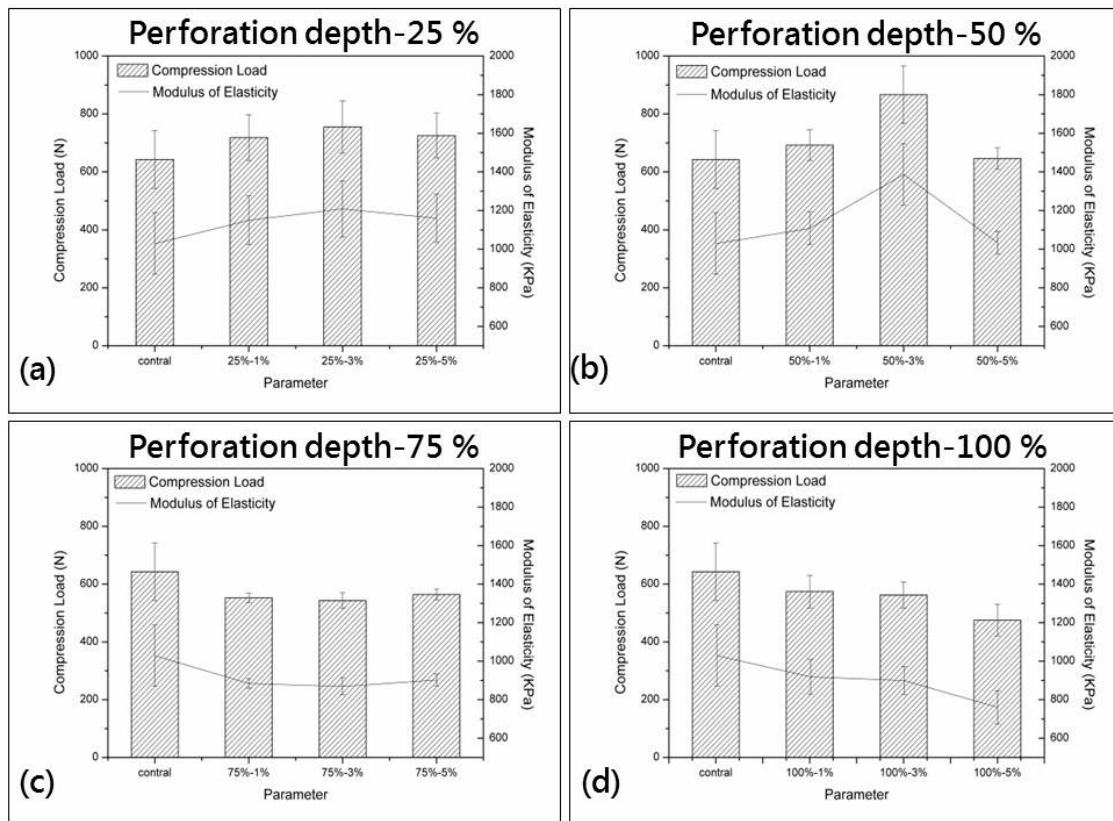 Perforation depth-25 %
1000
800
600
400
200
0
Compression Load (N)
Compression Load
Modulus of Elasticity
2000
1800
1600
1400
1200
1000
800
600
Modulus of Elasticity (KPa)
contral
25%-1%
25%-3%
25%-5%
Parameter
(a)
Perforation depth-50 %
1000
800
600
400
200
0
Compression Load (N)
Compression Load
Modulus of Elasticity
2000
1800
1600
1400
1200
1000
800
600
Modulus of Elasticity (KPa)
contral
50%-1%
50%-3%
50%-5%
Parameter
(b)
Perforation depth-75 %
1000
800
600
400
200
0
Compression Load (N)
Compression Load
Modulus of Elasticity
2000
1800
1600
1400
1200
1000
800
600
Modulus of Elasticity (KPa)
contral
75%-1%
75%-3%
75%-5%
Parameter
(c)
Perforation depth-100 %
1000
800
600
400
200
0
Compression Load (N)
Compression Load
Modulus of Elasticity
2000
1800
1600
1400
1200
1000
800
600
Modulus of Elasticity (KPa)
contral
100%-1%
100%-3%
100%-5%
Parameter
(d)